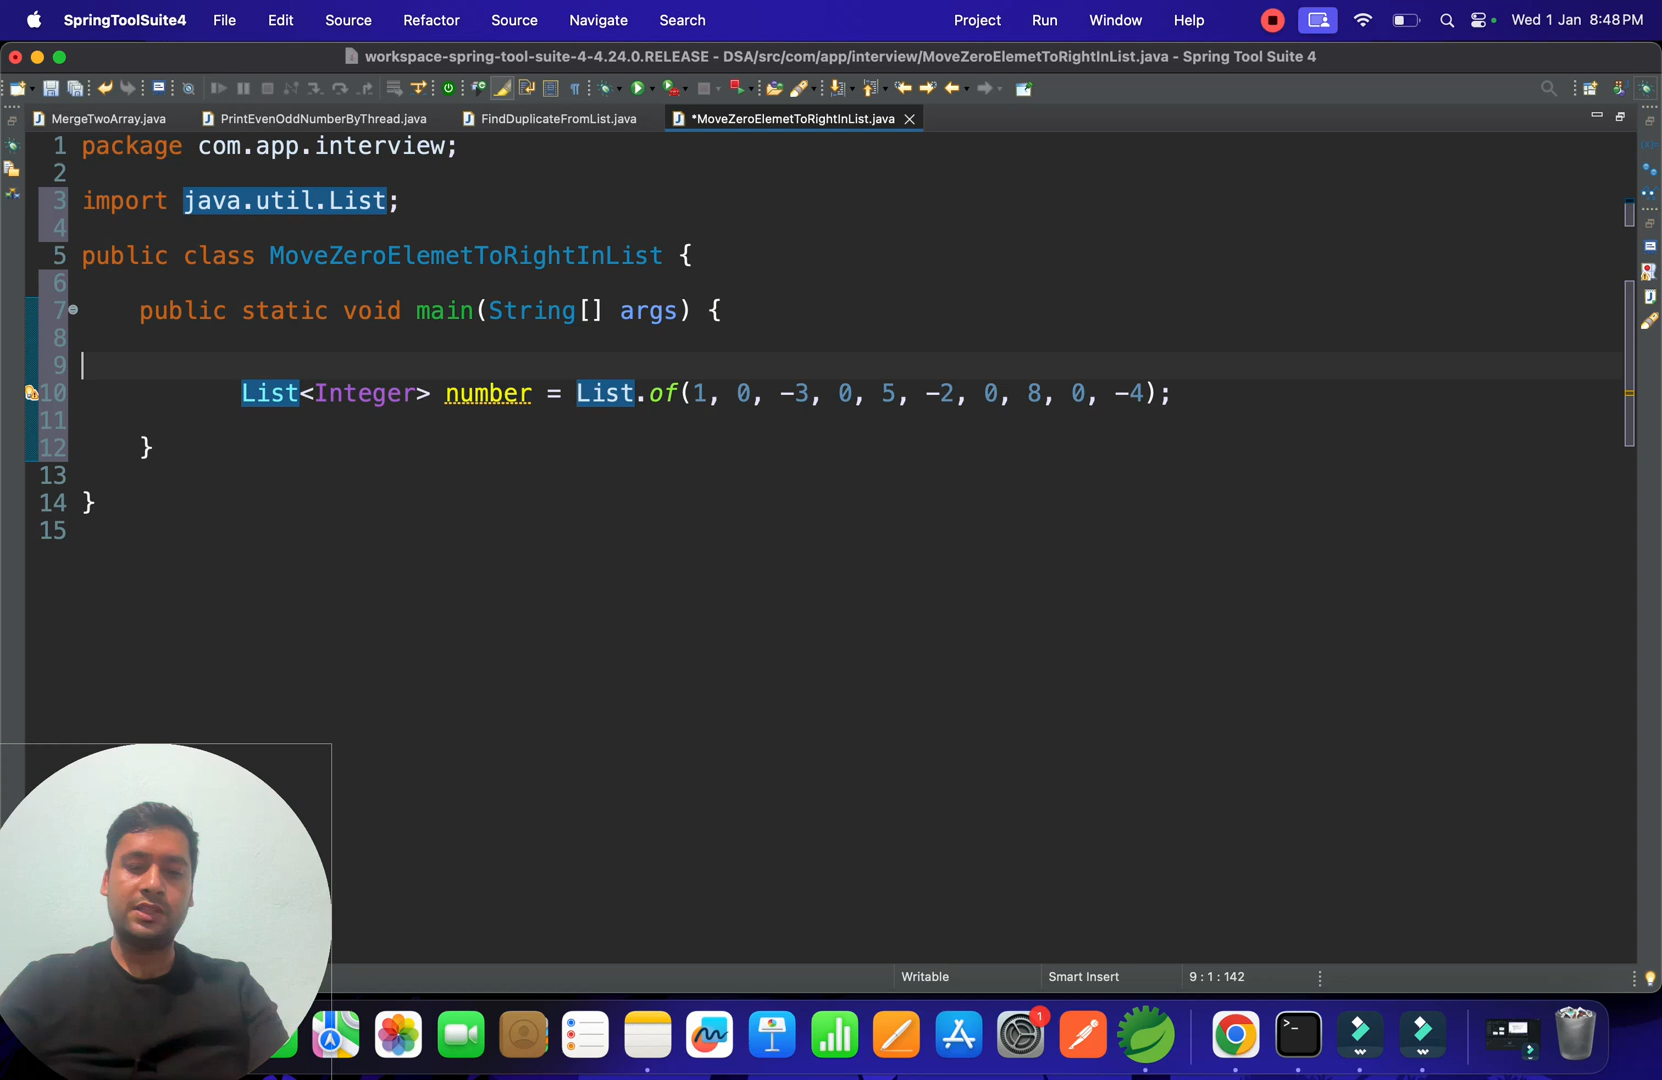 SpringToolSuite4 File Edit Source Refactor Source Navigate Search Project Run Window Help Wed 1 Jan 8:48 PM
workspace-spring-tool-suite-4-4.24.0.RELEASE - DSA/src/com/app/interview/MoveZeroElemetToRightInList.java - Spring Tool Suite 4
MergeTwoArray.java PrintEvenOddNumberByThread.java FindDuplicateFromList.java *MoveZeroElemetToRightInList.java
1 package com.app.interview;
2
3 import java.util.List;
4
5 public class MoveZeroElemetToRightInList {
6
7 public static void main(String[] args) {
8
9
10 List<Integer> number = List.of(1, 0, -3, 0, 5, -2, 0, 8, 0, -4);
11
12 }
13
14 }
15
Writable Smart Insert 9 : 1 : 142
1